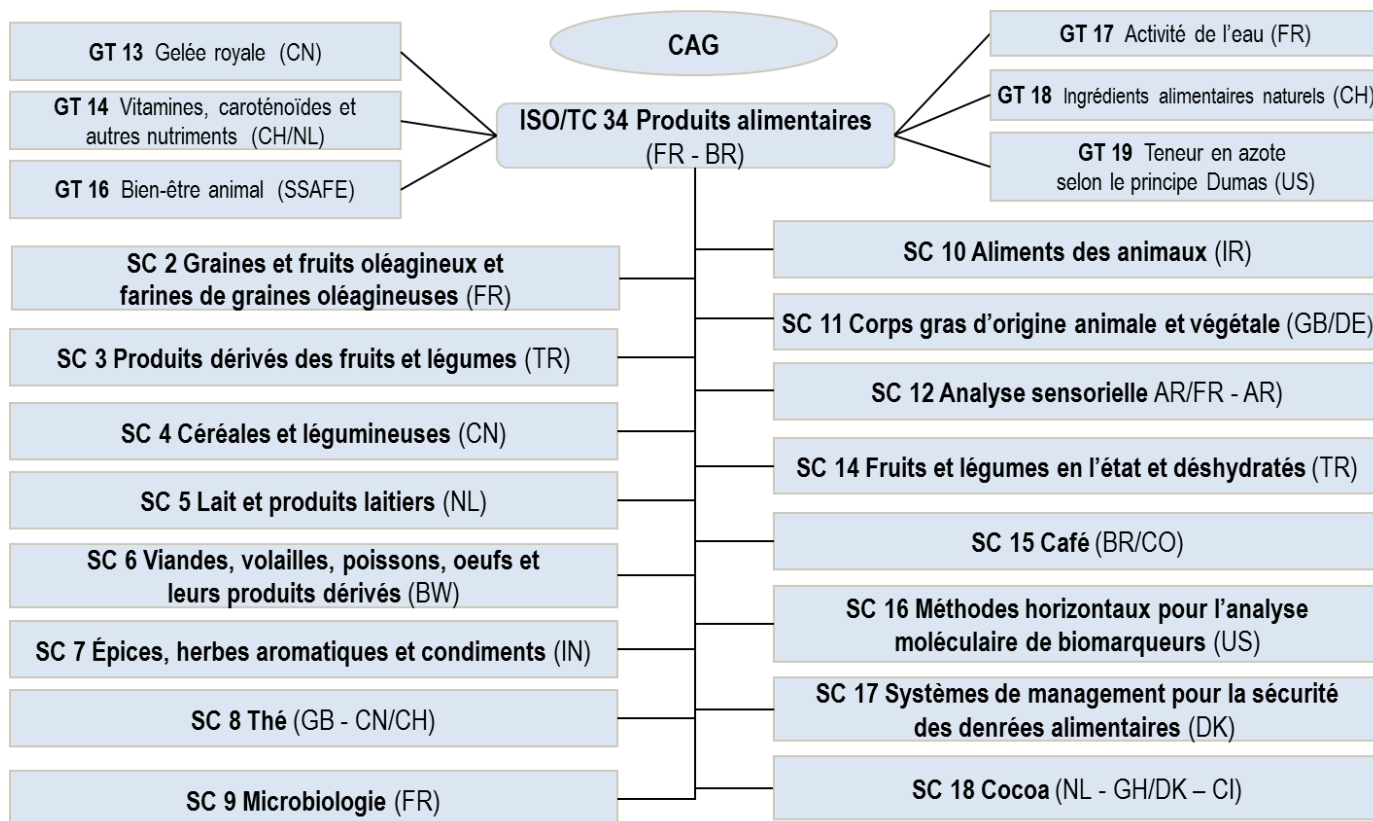 GT 13 Gelée royale (CN)
GT 14 Vitamines, caroténoïdes et
autres nutriments (CH/NL)
GT 16 Bien-être animal (SSAFE)
CAG
ISO/TC 34 Produits alimentaires
(FR - BR)
GT 17 Activité de l’eau (FR)
GT 18 Ingrédients alimentaires naturels (CH)
GT 19 Teneur en azote
selon le principe Dumas (US)
SC 2 Graines et fruits oléagineux et
farines de graines oléagineuses (FR)
SC 3 Produits dérivés des fruits et légumes (TR)
SC 4 Céréales et légumineuses (CN)
SC 5 Lait et produits laitiers (NL)
SC 6 Viandes, volailles, poissons, oeufs et
leurs produits dérivés (BW)
SC 7 Épices, herbes aromatiques et condiments (IN)
SC 8 Thé (GB - CN/CH)
SC 9 Microbiologie (FR)
SC 10 Aliments des animaux (IR)
SC 11 Corps gras d’origine animale et végétale (GB/DE)
SC 12 Analyse sensorielle AR/FR - AR)
SC 14 Fruits et légumes en l’état et déshydratés (TR)
SC 15 Café (BR/CO)
SC 16 Méthodes horizontaux pour l’analyse
moléculaire de biomarqueurs (US)
SC 17 Systèmes de management pour la sécurité
des denrées alimentaires (DK)
SC 18 Cocoa (NL - GH/DK – CI)